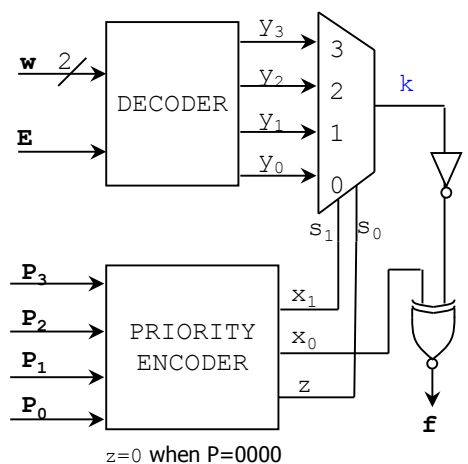 w
2
E
DECODER
y₃
y₂
y₁
y₀
3
2
1
0
k
s₁
s₀
P₃
P₂
P₁
P₀
PRIORITY
ENCODER
x₁
x₀
z
f
z=0 when P=0000